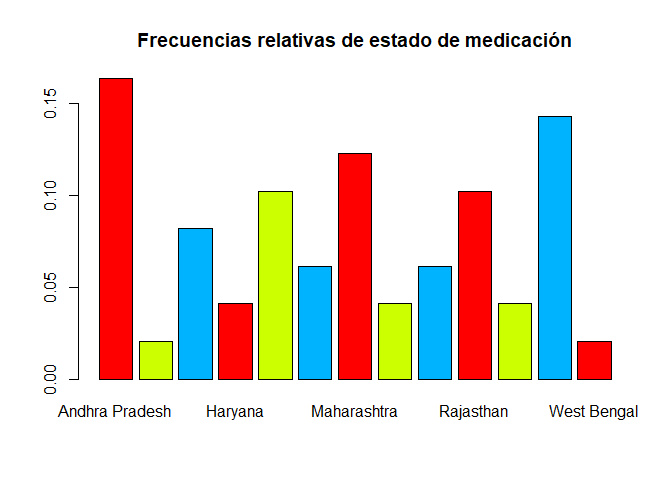 Frecuencias relativas de estado de medicación
0.15
0.10
0.05
0.00
Andhra Pradesh Haryana Maharashtra Rajasthan West Bengal